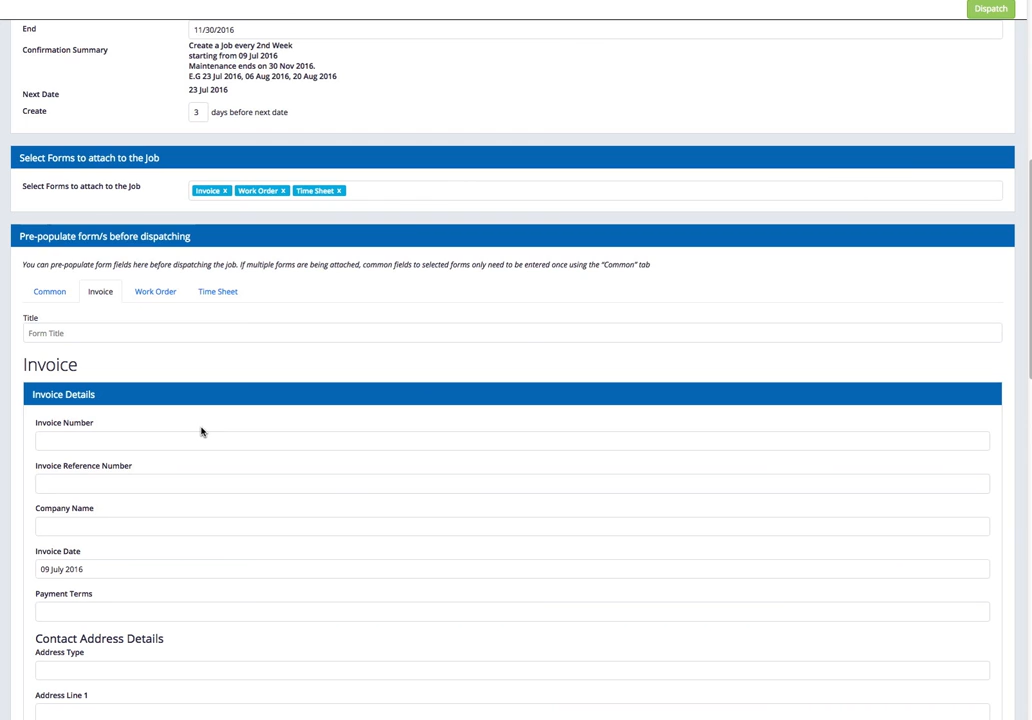 Dispatch
End
11/30/2016
Confirmation Summary
Create a Job every 2nd Week
starting from 09 Jul 2016
Maintenance ends on 30 Nov 2016.
E.G 23 Jul 2016, 06 Aug 2016, 20 Aug 2016
Next Date
23 Jul 2016
Create
3 days before next date
Select Forms to attach to the Job
Select Forms to attach to the Job
Invoice x Work Order x Time Sheet x
Pre-populate form/s before dispatching
You can pre-populate form fields here before dispatching the job. If multiple forms are being attached, common fields to selected forms only need to be entered once using the "Common" tab
Common Invoice Work Order Time Sheet
Title
Form Title
Invoice
Invoice Details
Invoice Number
Invoice Reference Number
Company Name
Invoice Date
09 July 2016
Payment Terms
Contact Address Details
Address Type
Address Line 1